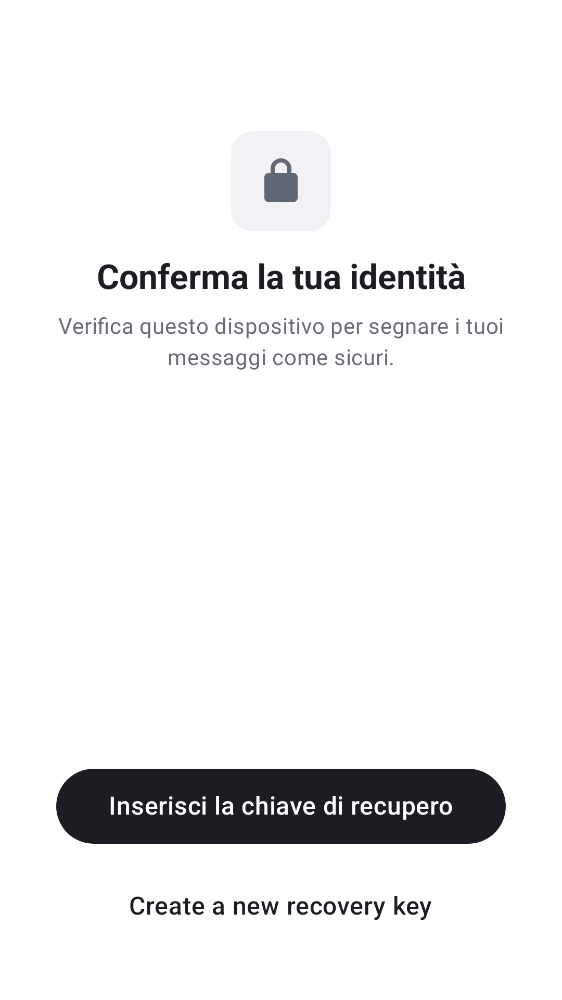 Conferma la tua identità
Verifica questo dispositivo per segnare i tuoi
messaggi come sicuri.
Inserisci la chiave di recupero
Create a new recovery key